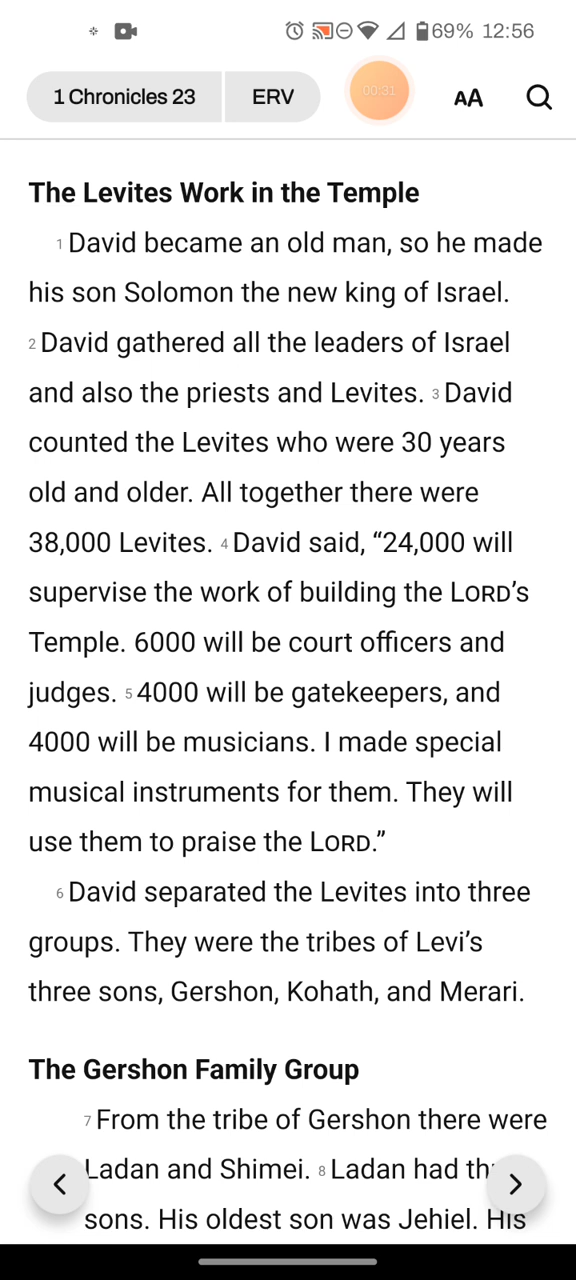 69% 12:56
1 Chronicles 23 ERV 00:31 AA
The Levites Work in the Temple
1 David became an old man, so he made
his son Solomon the new king of Israel.
2 David gathered all the leaders of Israel
and also the priests and Levites. 3 David
counted the Levites who were 30 years
old and older. All together there were
38,000 Levites. 4 David said, “24,000 will
supervise the work of building the LORD’s
Temple. 6000 will be court officers and
judges. 5 4000 will be gatekeepers, and
4000 will be musicians. I made special
musical instruments for them. They will
use them to praise the LORD.”
6 David separated the Levites into three
groups. They were the tribes of Levi’s
three sons, Gershon, Kohath, and Merari.
The Gershon Family Group
7 From the tribe of Gershon there were
Ladan and Shimei. 8 Ladan had
sons. His oldest son was Jehiel. His